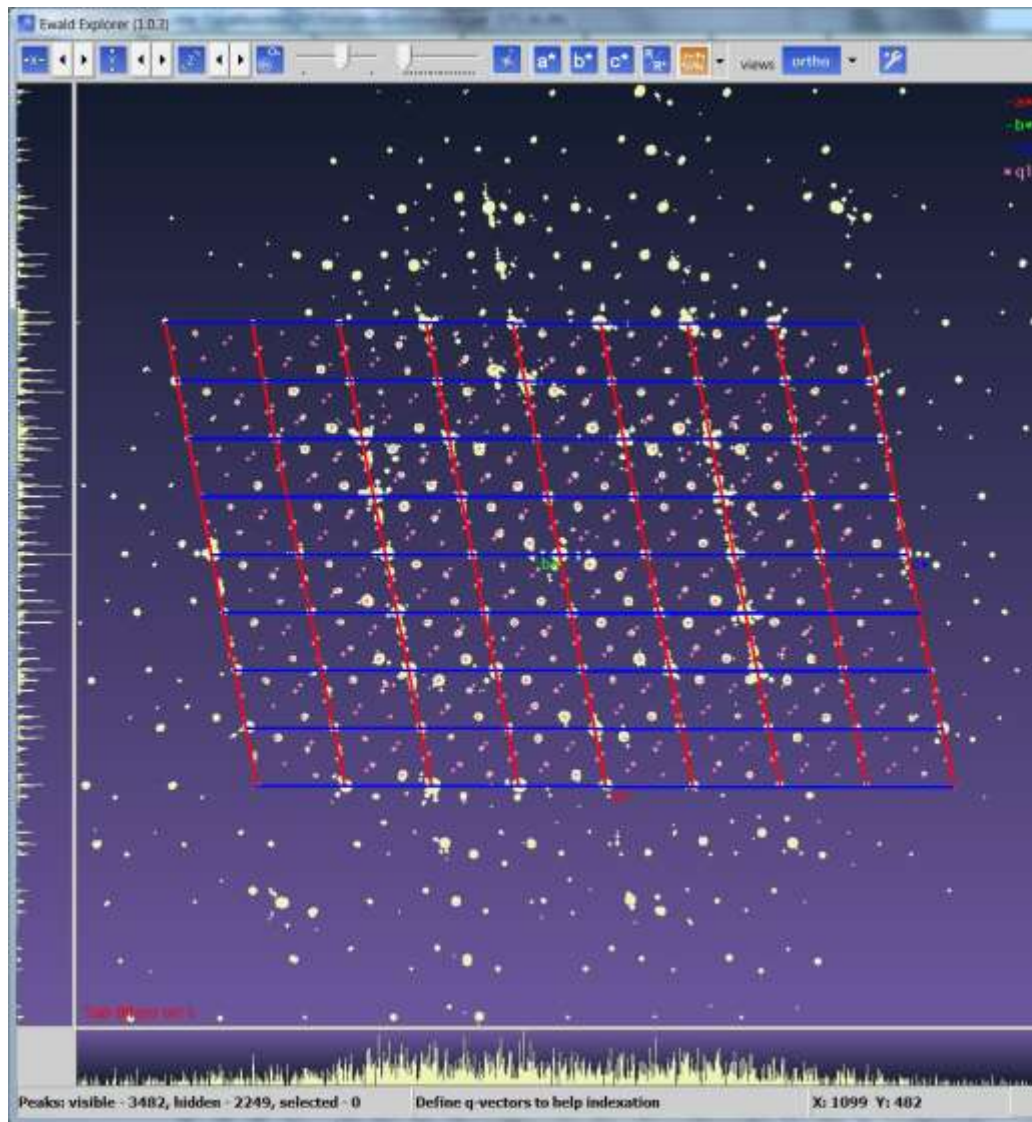 Ewald Explorer (1.0.3)
a* b* c* views ortho
-a*
-b*
*q1
Peaks: visible - 3482, hidden - 2249, selected - 0 Define q-vectors to help indexation X: 1099 Y: 482